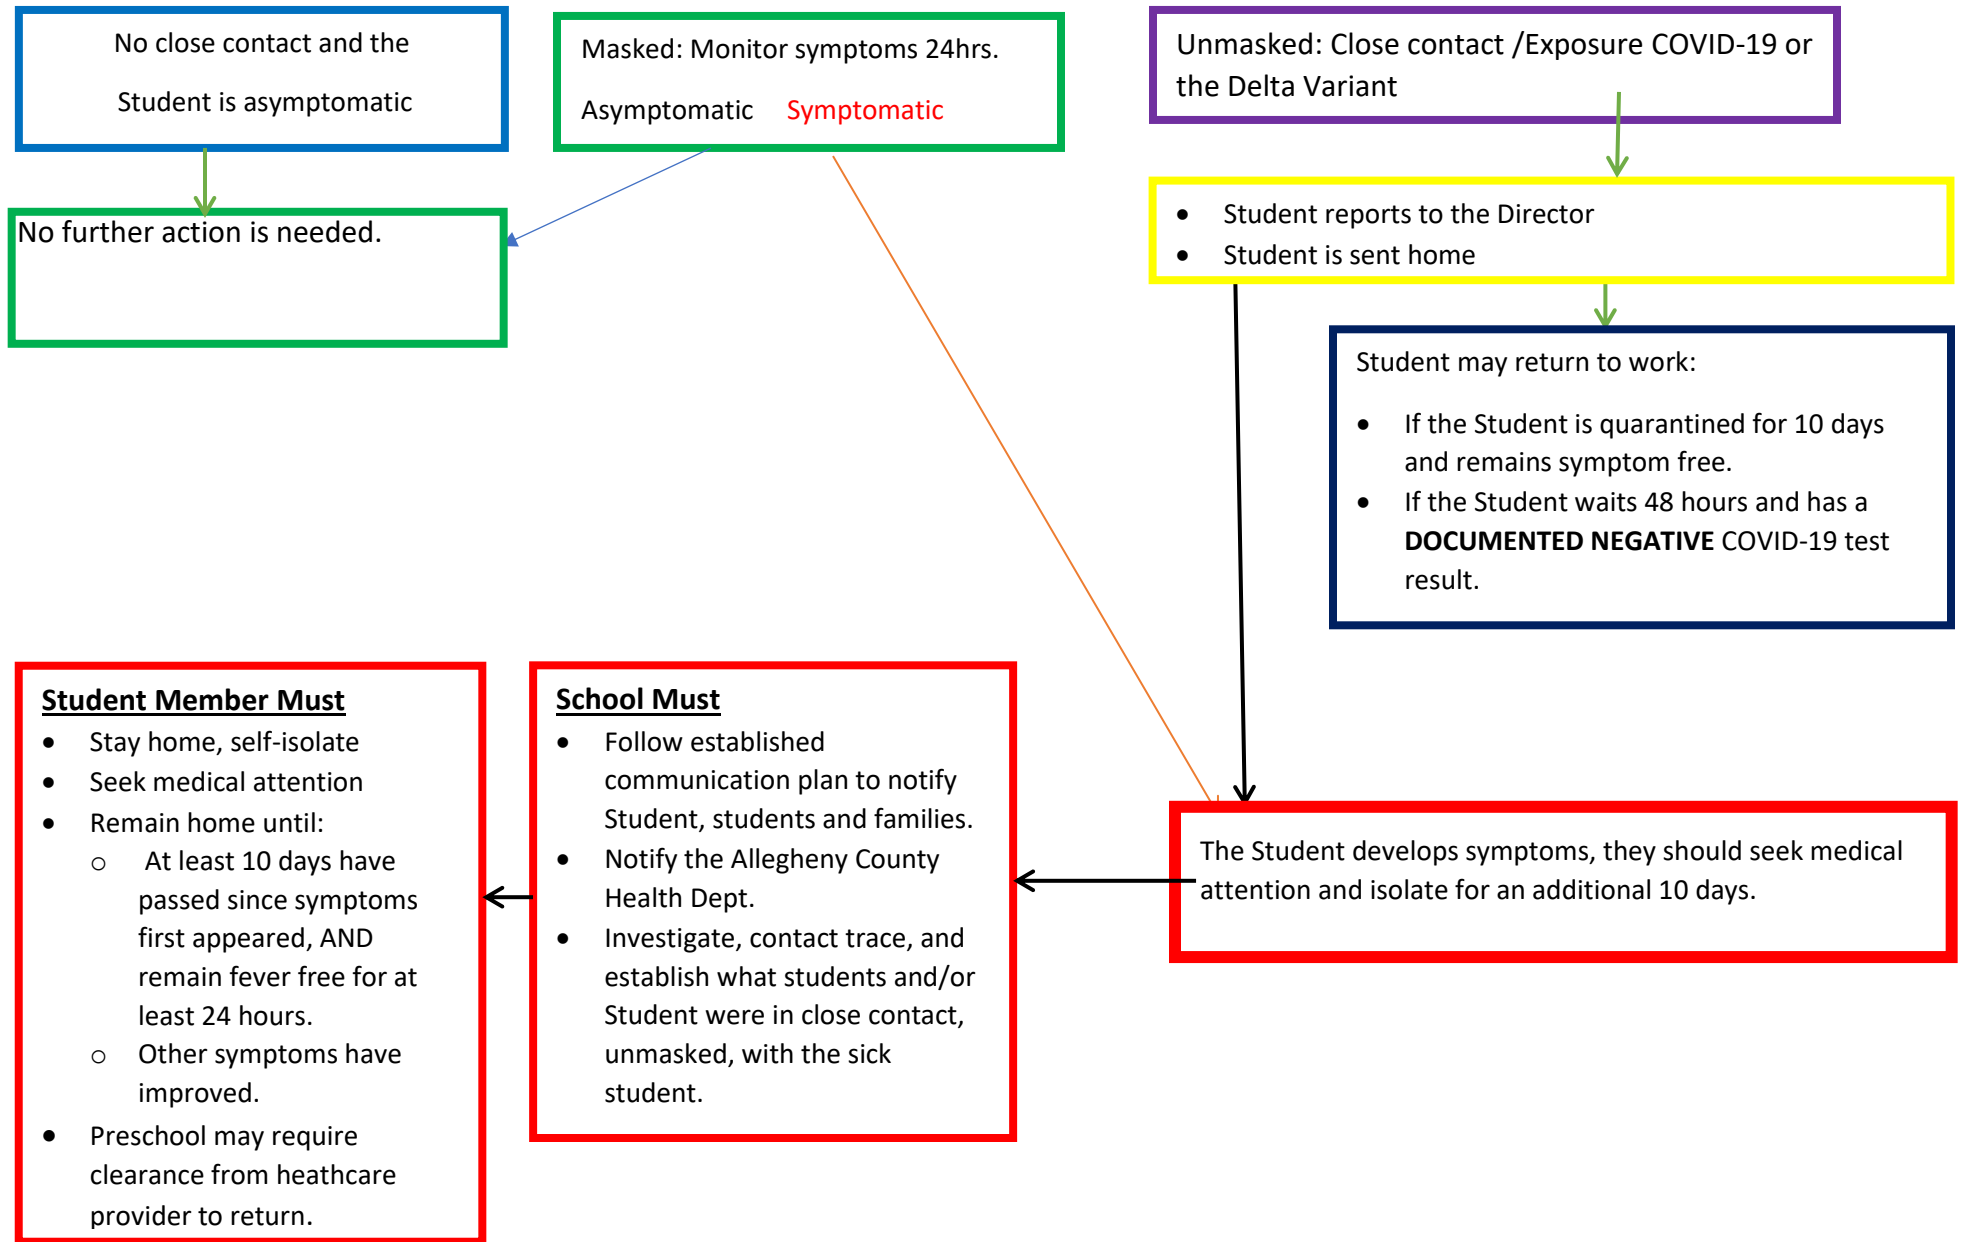 No close contact and the
Student is asymptomatic
Masked: Monitor symptoms 24hrs.
Asymptomatic Symptomatic
Unmasked: Close contact /Exposure COVID-19 or
the Delta Variant
No further action is needed.
• Student reports to the Director
• Student is sent home
Student may return to work:
• If the Student is quarantined for 10 days
and remains symptom free.
• If the Student waits 48 hours and has a
DOCUMENTED NEGATIVE COVID-19 test
result.
Student Member Must
• Stay home, self-isolate
• Seek medical attention
• Remain home until:
o At least 10 days have
passed since symptoms
first appeared, AND
remain fever free for at
least 24 hours.
o Other symptoms have
improved.
• Preschool may require
clearance from heathcare
provider to return.
School Must
• Follow established
communication plan to notify
Student, students and families.
• Notify the Allegheny County
Health Dept.
• Investigate, contact trace, and
establish what students and/or
Student were in close contact,
unmasked, with the sick
student.
The Student develops symptoms, they should seek medical
attention and isolate for an additional 10 days.